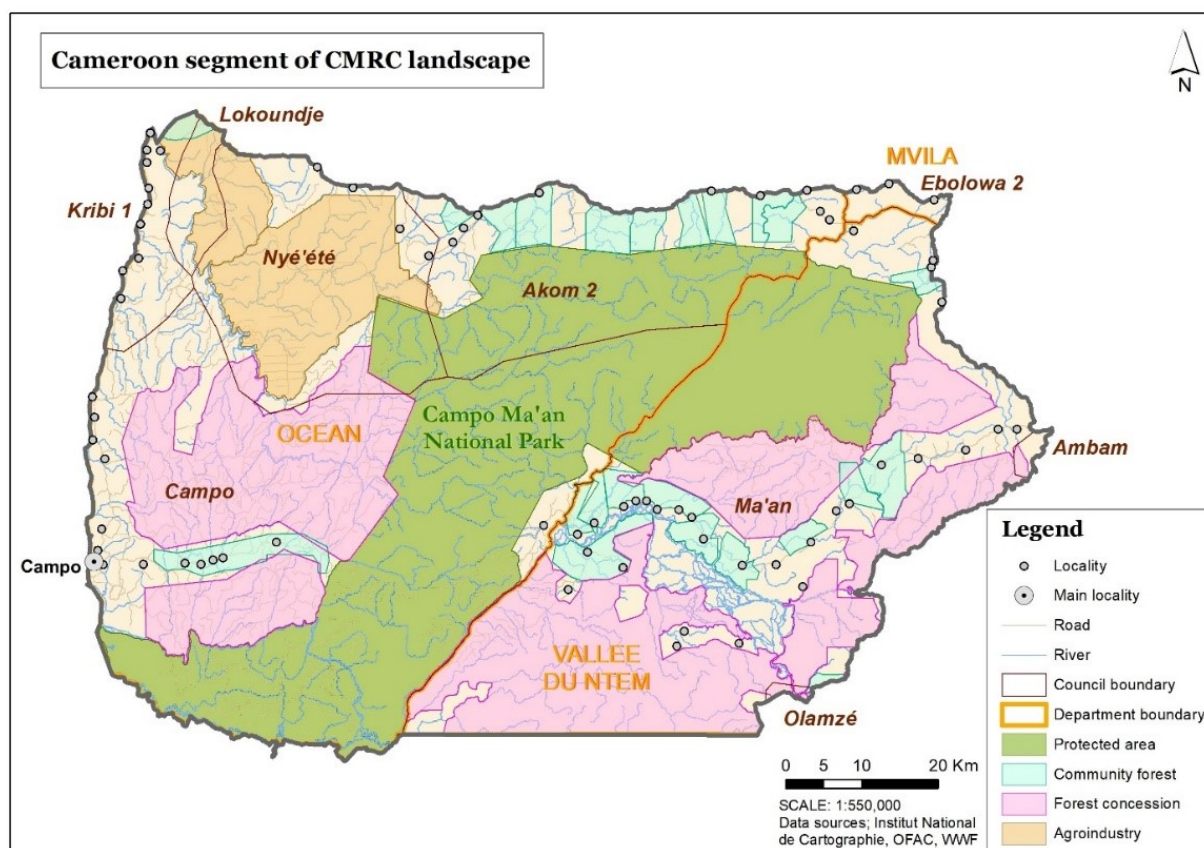 Cameroon segment of CMRC landscape
N
Lokoundje
MVILA
Ebolowa 2
Kribi 1
Nyé'été
Akom 2
Campo Ma'an
National Park
OCEAN
Ambam
Campo
Ma'an
Campo
VALLEE
DU NTEM
Olamzé
Legend
Locality
Main locality
Road
River
Council boundary
Department boundary
Protected area
Community forest
Forest concession
Agroindustry
0 5 10 20 Km
SCALE: 1:550,000
Data sources; Institut National
de Cartographie, OFAC, WWF